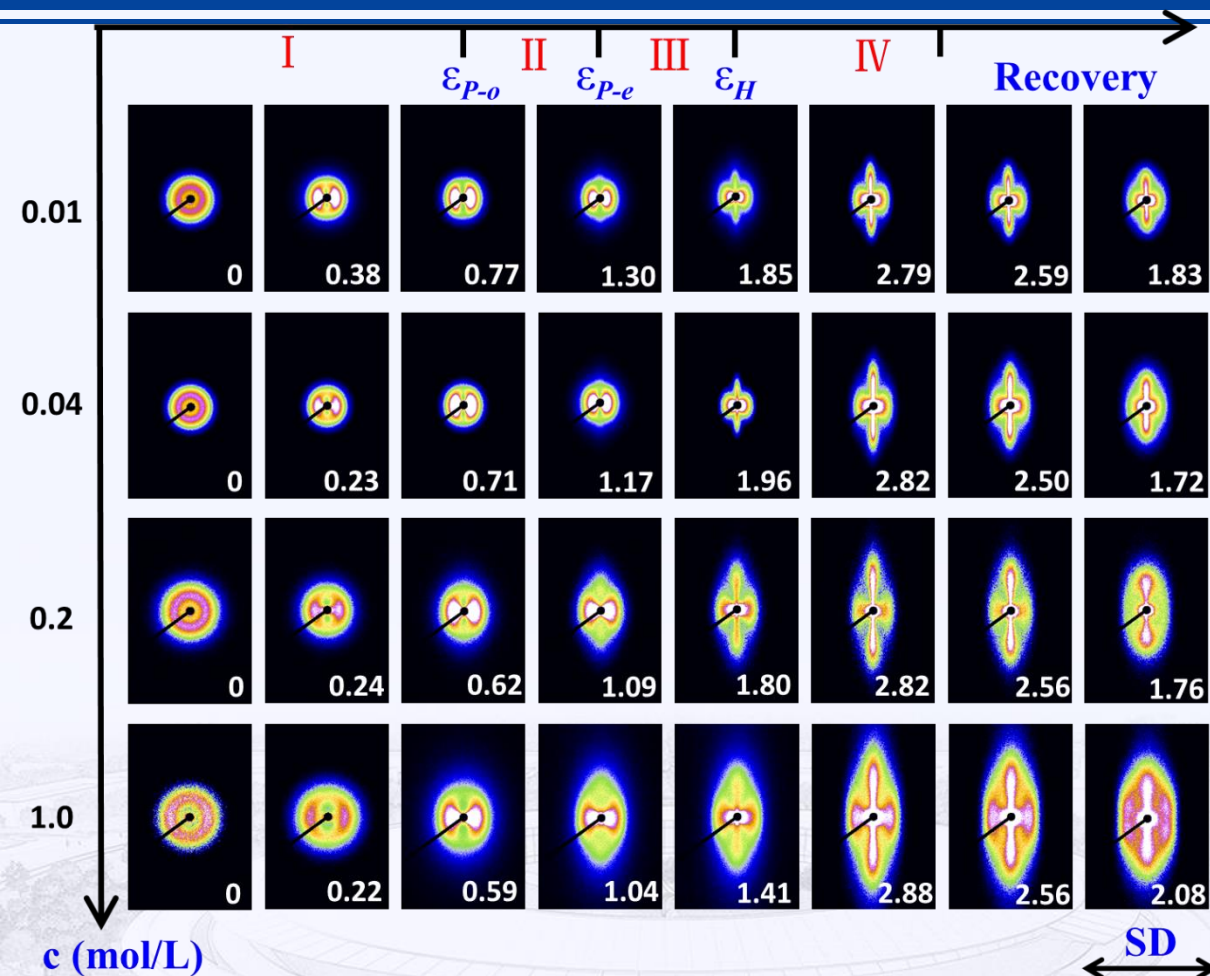 I II III IV
ε_P-o ε_P-e ε_H Recovery
0.01
0 0.38 0.77 1.30 1.85 2.79 2.59 1.83
0.04
0 0.23 0.71 1.17 1.96 2.82 2.50 1.72
0.2
0 0.24 0.62 1.09 1.80 2.82 2.56 1.76
1.0
0 0.22 0.59 1.04 1.41 2.88 2.56 2.08
c (mol/L) SD